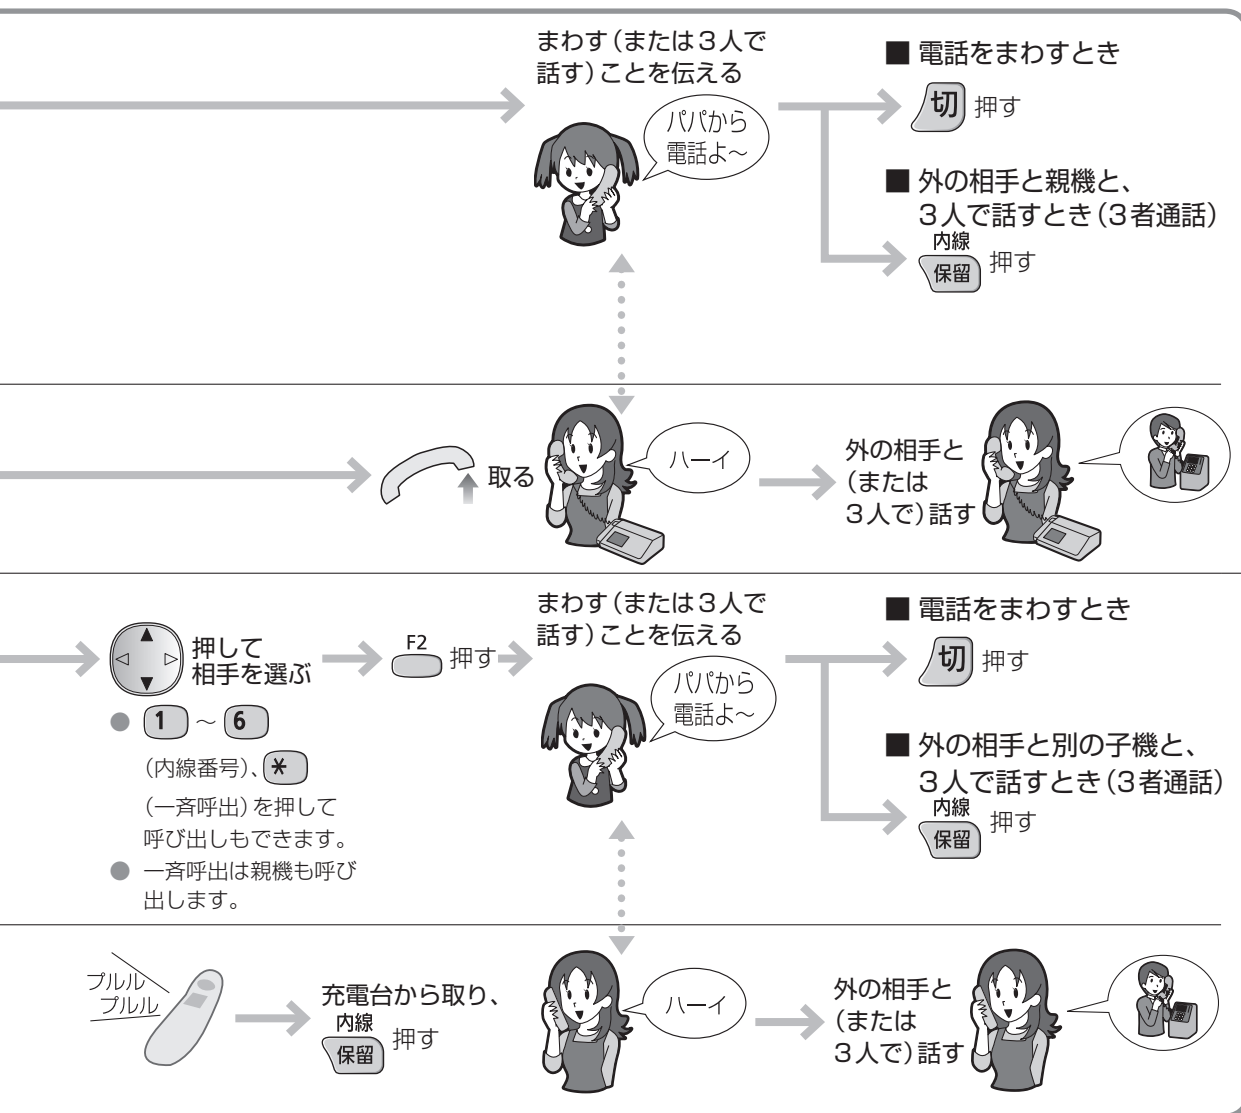 まわす(または3人で
話す)ことを伝える
パパから
電話よ～
■ 電話をまわすとき
切 押す
■ 外の相手と親機と、
3人で話すとき(3者通話)
内線
保留 押す
取る
ハーイ
外の相手と
(または
3人で)話す
押して
相手を選ぶ
● 1 ～ 6
(内線番号)、＊
(一斉呼出)を押して
呼び出しもできます。
● 一斉呼出は親機も呼び
出します。
F2
押す
まわす(または3人で
話す)ことを伝える
パパから
電話よ～
■ 電話をまわすとき
切 押す
■ 外の相手と別の子機と、
3人で話すとき(3者通話)
内線
保留 押す
プルル
プルル
充電台から取り、
内線
保留 押す
ハーイ
外の相手と
(または
3人で)話す